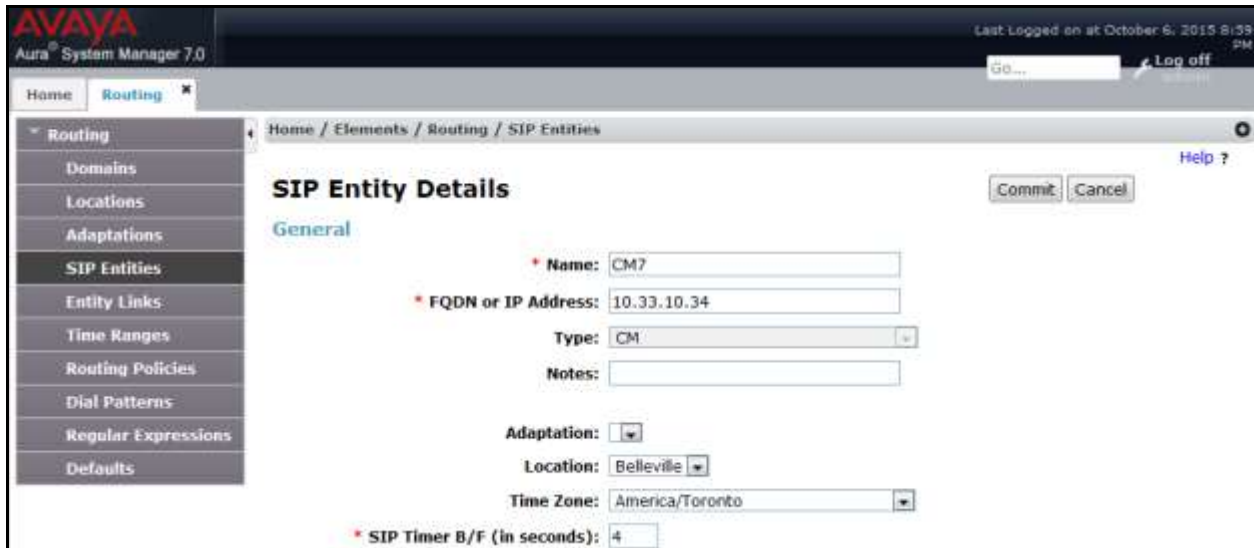 AVAYA
Aura® System Manager 7.0
Last Logged on at October 6, 2015 8:59
PM
Go...
Log off
Home
Routing ✖
Routing
Domains
Locations
Adaptations
SIP Entities
Entity Links
Time Ranges
Routing Policies
Dial Patterns
Regular Expressions
Defaults
Home / Elements / Routing / SIP Entities
Help ?
SIP Entity Details
Commit Cancel
General
* Name: CM7
* FQDN or IP Address: 10.33.10.34
Type: CM
Notes:
Adaptation:
Location: Belleville
Time Zone: America/Toronto
* SIP Timer B/F (in seconds): 4